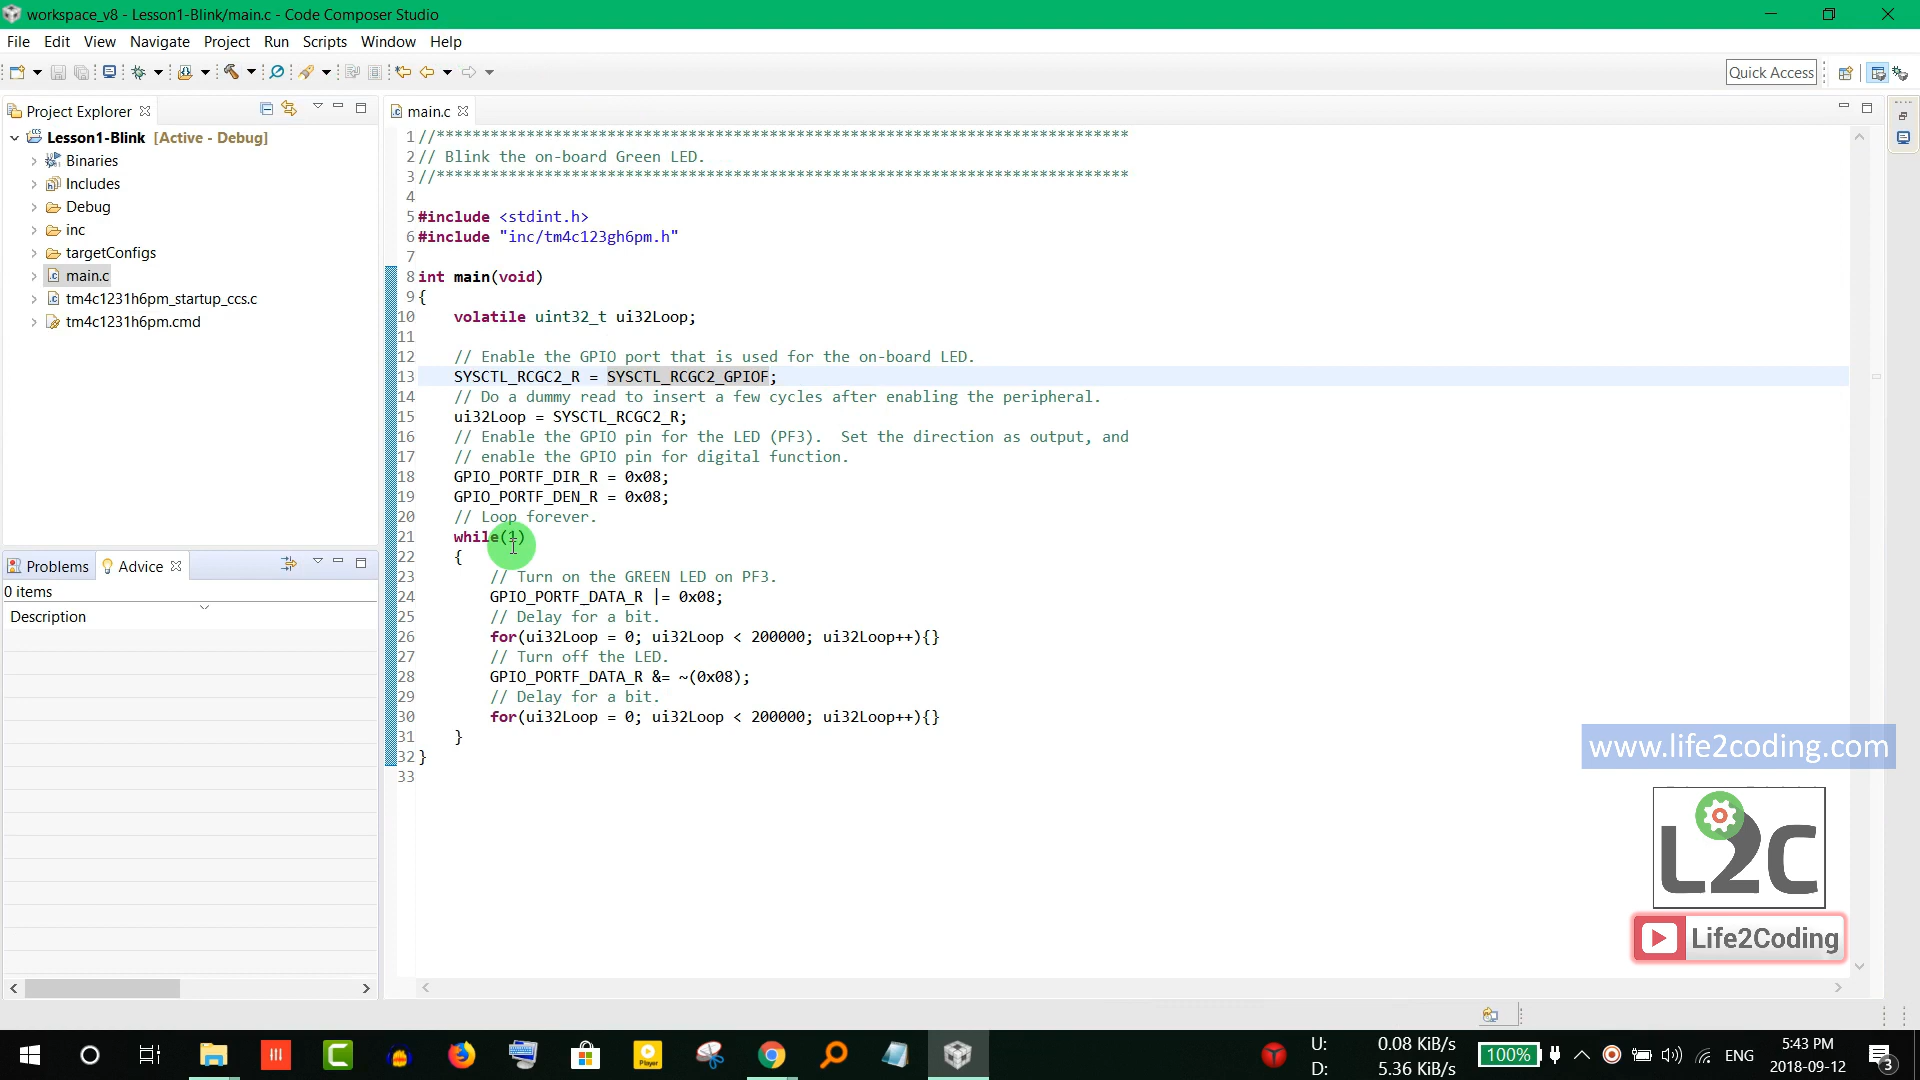 workspace_v8 - Lesson1-Blink/main.c - Code Composer Studio
File Edit View Navigate Project Run Scripts Window Help
Quick Access
Project Explorer
Lesson1-Blink [Active - Debug]
Binaries
Includes
Debug
inc
targetConfigs
main.c
tm4c1231h6pm_startup_ccs.c
tm4c1231h6pm.cmd
Problems Advice
0 items
Description
main.c
1 //*****************************************************************************
2 // Blink the on-board Green LED.
3 //*****************************************************************************
4
5 #include <stdint.h>
6 #include "inc/tm4c123gh6pm.h"
7
8 int main(void)
9 {
10 volatile uint32_t ui32Loop;
11
12 // Enable the GPIO port that is used for the on-board LED.
13 SYSCTL_RCGC2_R = SYSCTL_RCGC2_GPIOF;
14 // Do a dummy read to insert a few cycles after enabling the peripheral.
15 ui32Loop = SYSCTL_RCGC2_R;
16 // Enable the GPIO pin for the LED (PF3).  Set the direction as output, and
17 // enable the GPIO pin for digital function.
18 GPIO_PORTF_DIR_R = 0x08;
19 GPIO_PORTF_DEN_R = 0x08;
20 // Loop forever.
21 while(1)
22 {
23 // Turn on the GREEN LED on PF3.
24 GPIO_PORTF_DATA_R |= 0x08;
25 // Delay for a bit.
26 for(ui32Loop = 0; ui32Loop < 200000; ui32Loop++){}
27 // Turn off the LED.
28 GPIO_PORTF_DATA_R &= ~(0x08);
29 // Delay for a bit.
30 for(ui32Loop = 0; ui32Loop < 200000; ui32Loop++){}
31 }
32 }
33
www.life2coding.com
L2C
Life2Coding
Player
U: 0.08 KiB/s
D: 5.36 KiB/s
100%
ENG
5:43 PM
2018-09-12
3